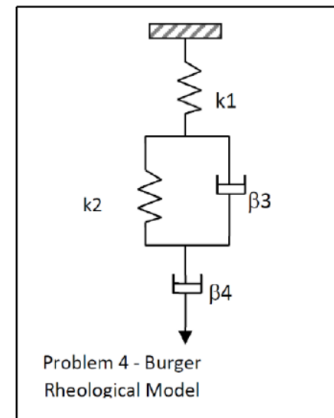 k1
k2
β3
β4
Problem 4 - Burger
Rheological Model